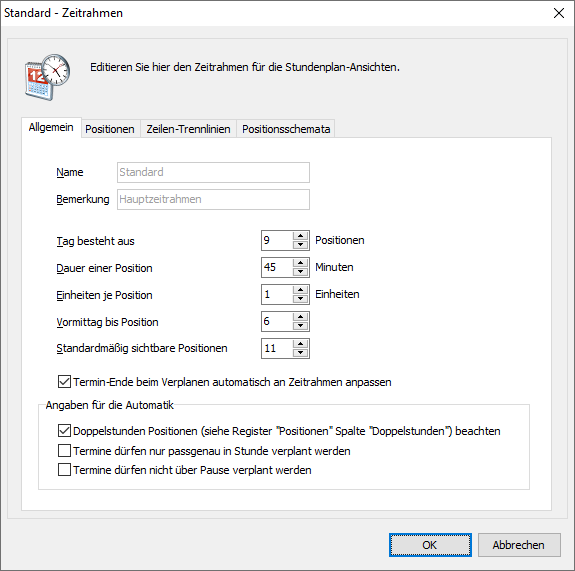 Standard - Zeitrahmen
Editieren Sie hier den Zeitrahmen für die Stundenplan-Ansichten.
Allgemein Positionen Zeilen-Trennlinien Positionsschemata
Name Standard
Bemerkung Hauptzeitrahmen
Tag besteht aus 9 Positionen
Dauer einer Position 45 Minuten
Einheiten je Position 1 Einheiten
Vormittag bis Position 6
Standardmäßig sichtbare Positionen 11
Termin-Ende beim Verplanen automatisch an Zeitrahmen anpassen
Angaben für die Automatik
Doppelstunden Positionen (siehe Register "Positionen" Spalte "Doppelstunden") beachten
Termine dürfen nur passgenau in Stunde verplant werden
Termine dürfen nicht über Pause verplant werden
OK Abbrechen